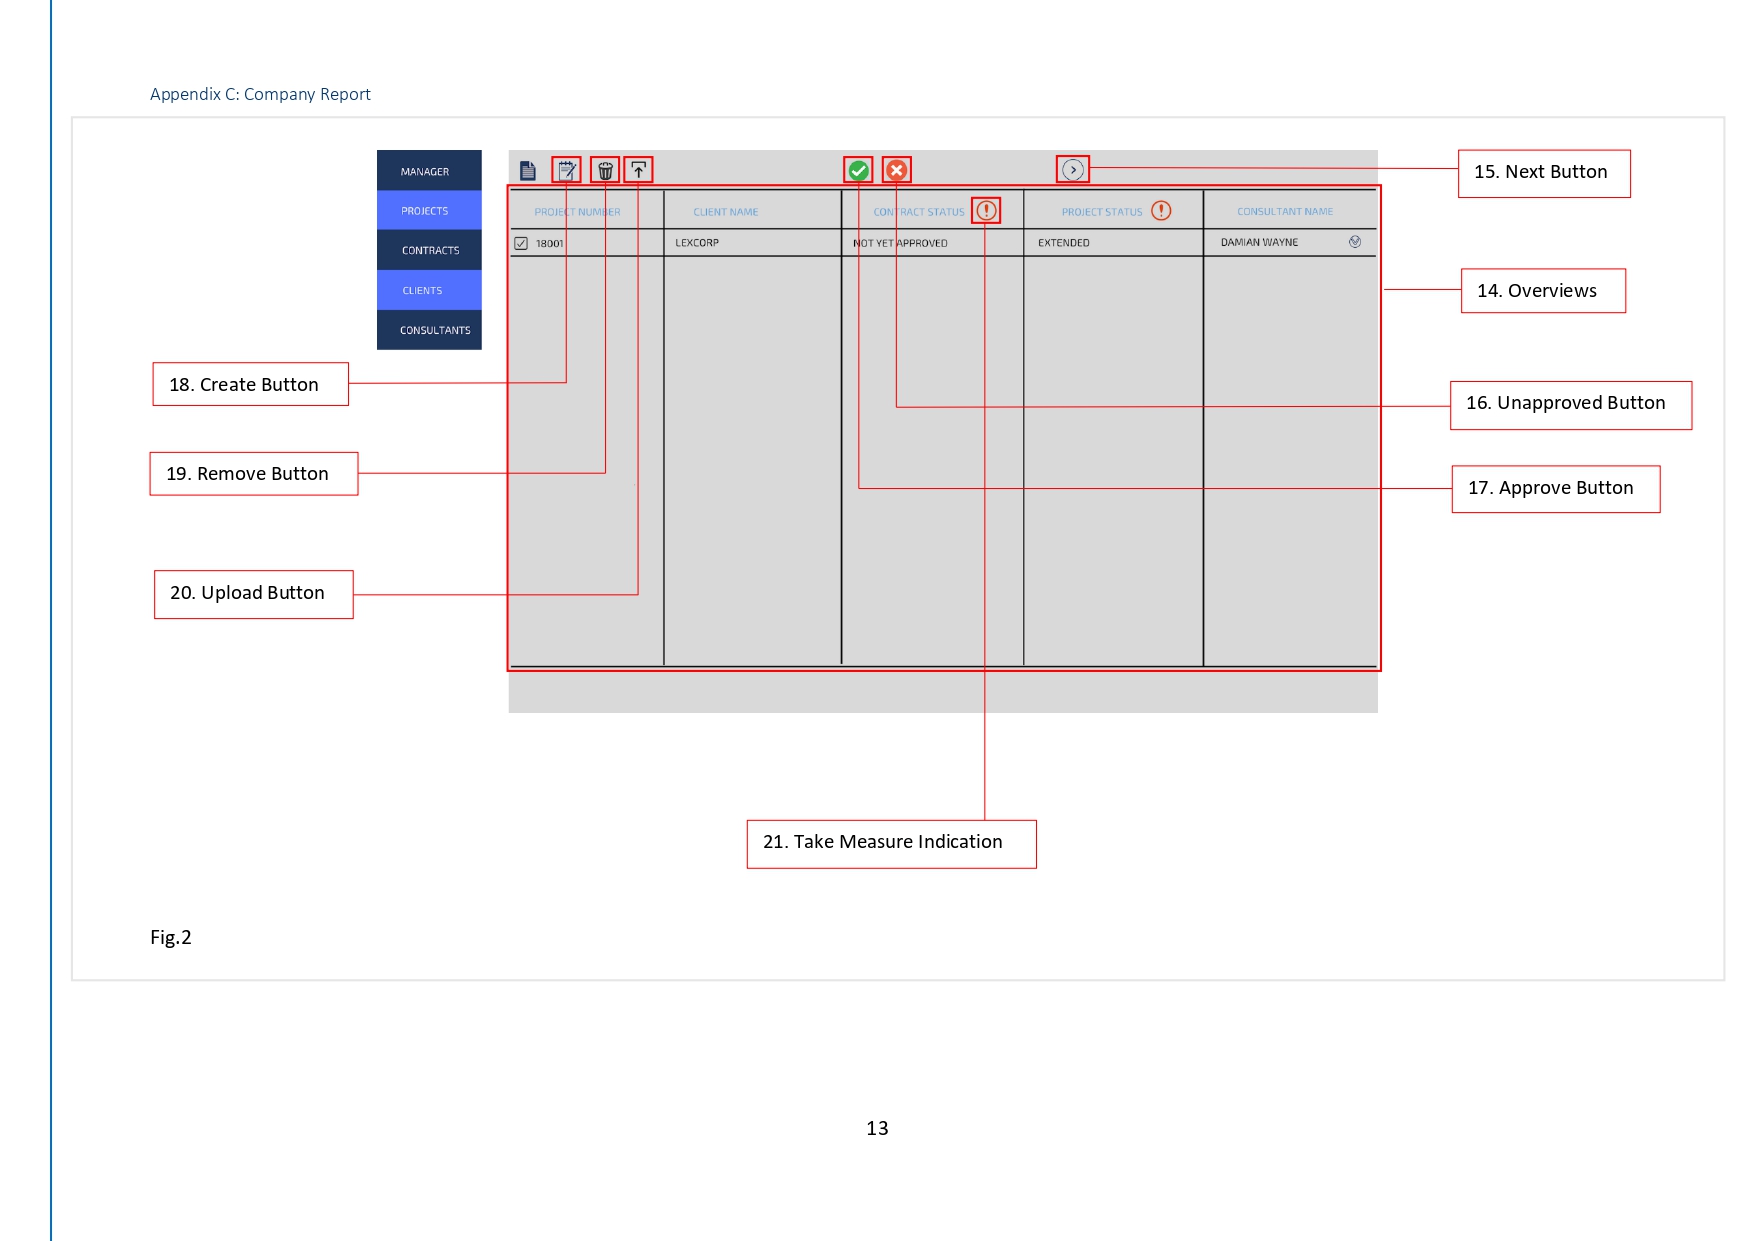 Appendix C: Company Report
MANAGER
PROJECTS
CONTRACTS
CLIENTS
CONSULTANTS
PROJECT NUMBER CLIENT NAME CONTRACT STATUS PROJECT STATUS CONSULTANT NAME
18001 LEXCORP NOT YET APPROVED EXTENDED DAMIAN WAYNE
15. Next Button
14. Overviews
18. Create Button
16. Unapproved Button
19. Remove Button
17. Approve Button
20. Upload Button
21. Take Measure Indication
Fig.2
13